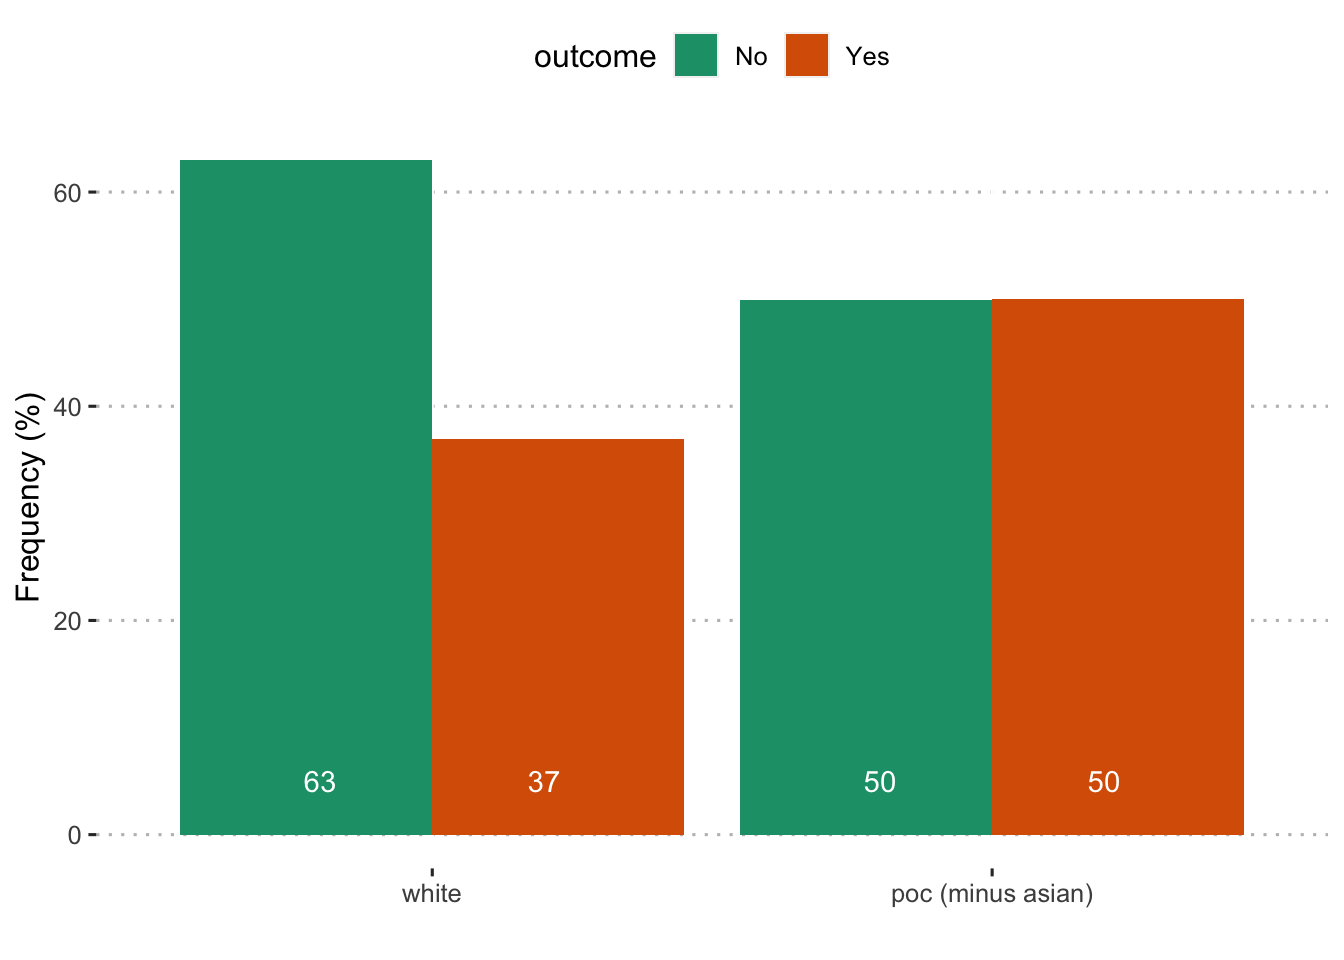 outcome No Yes
Frequency (%)
60
40
20
0
63 37 50 50
white poc (minus asian)